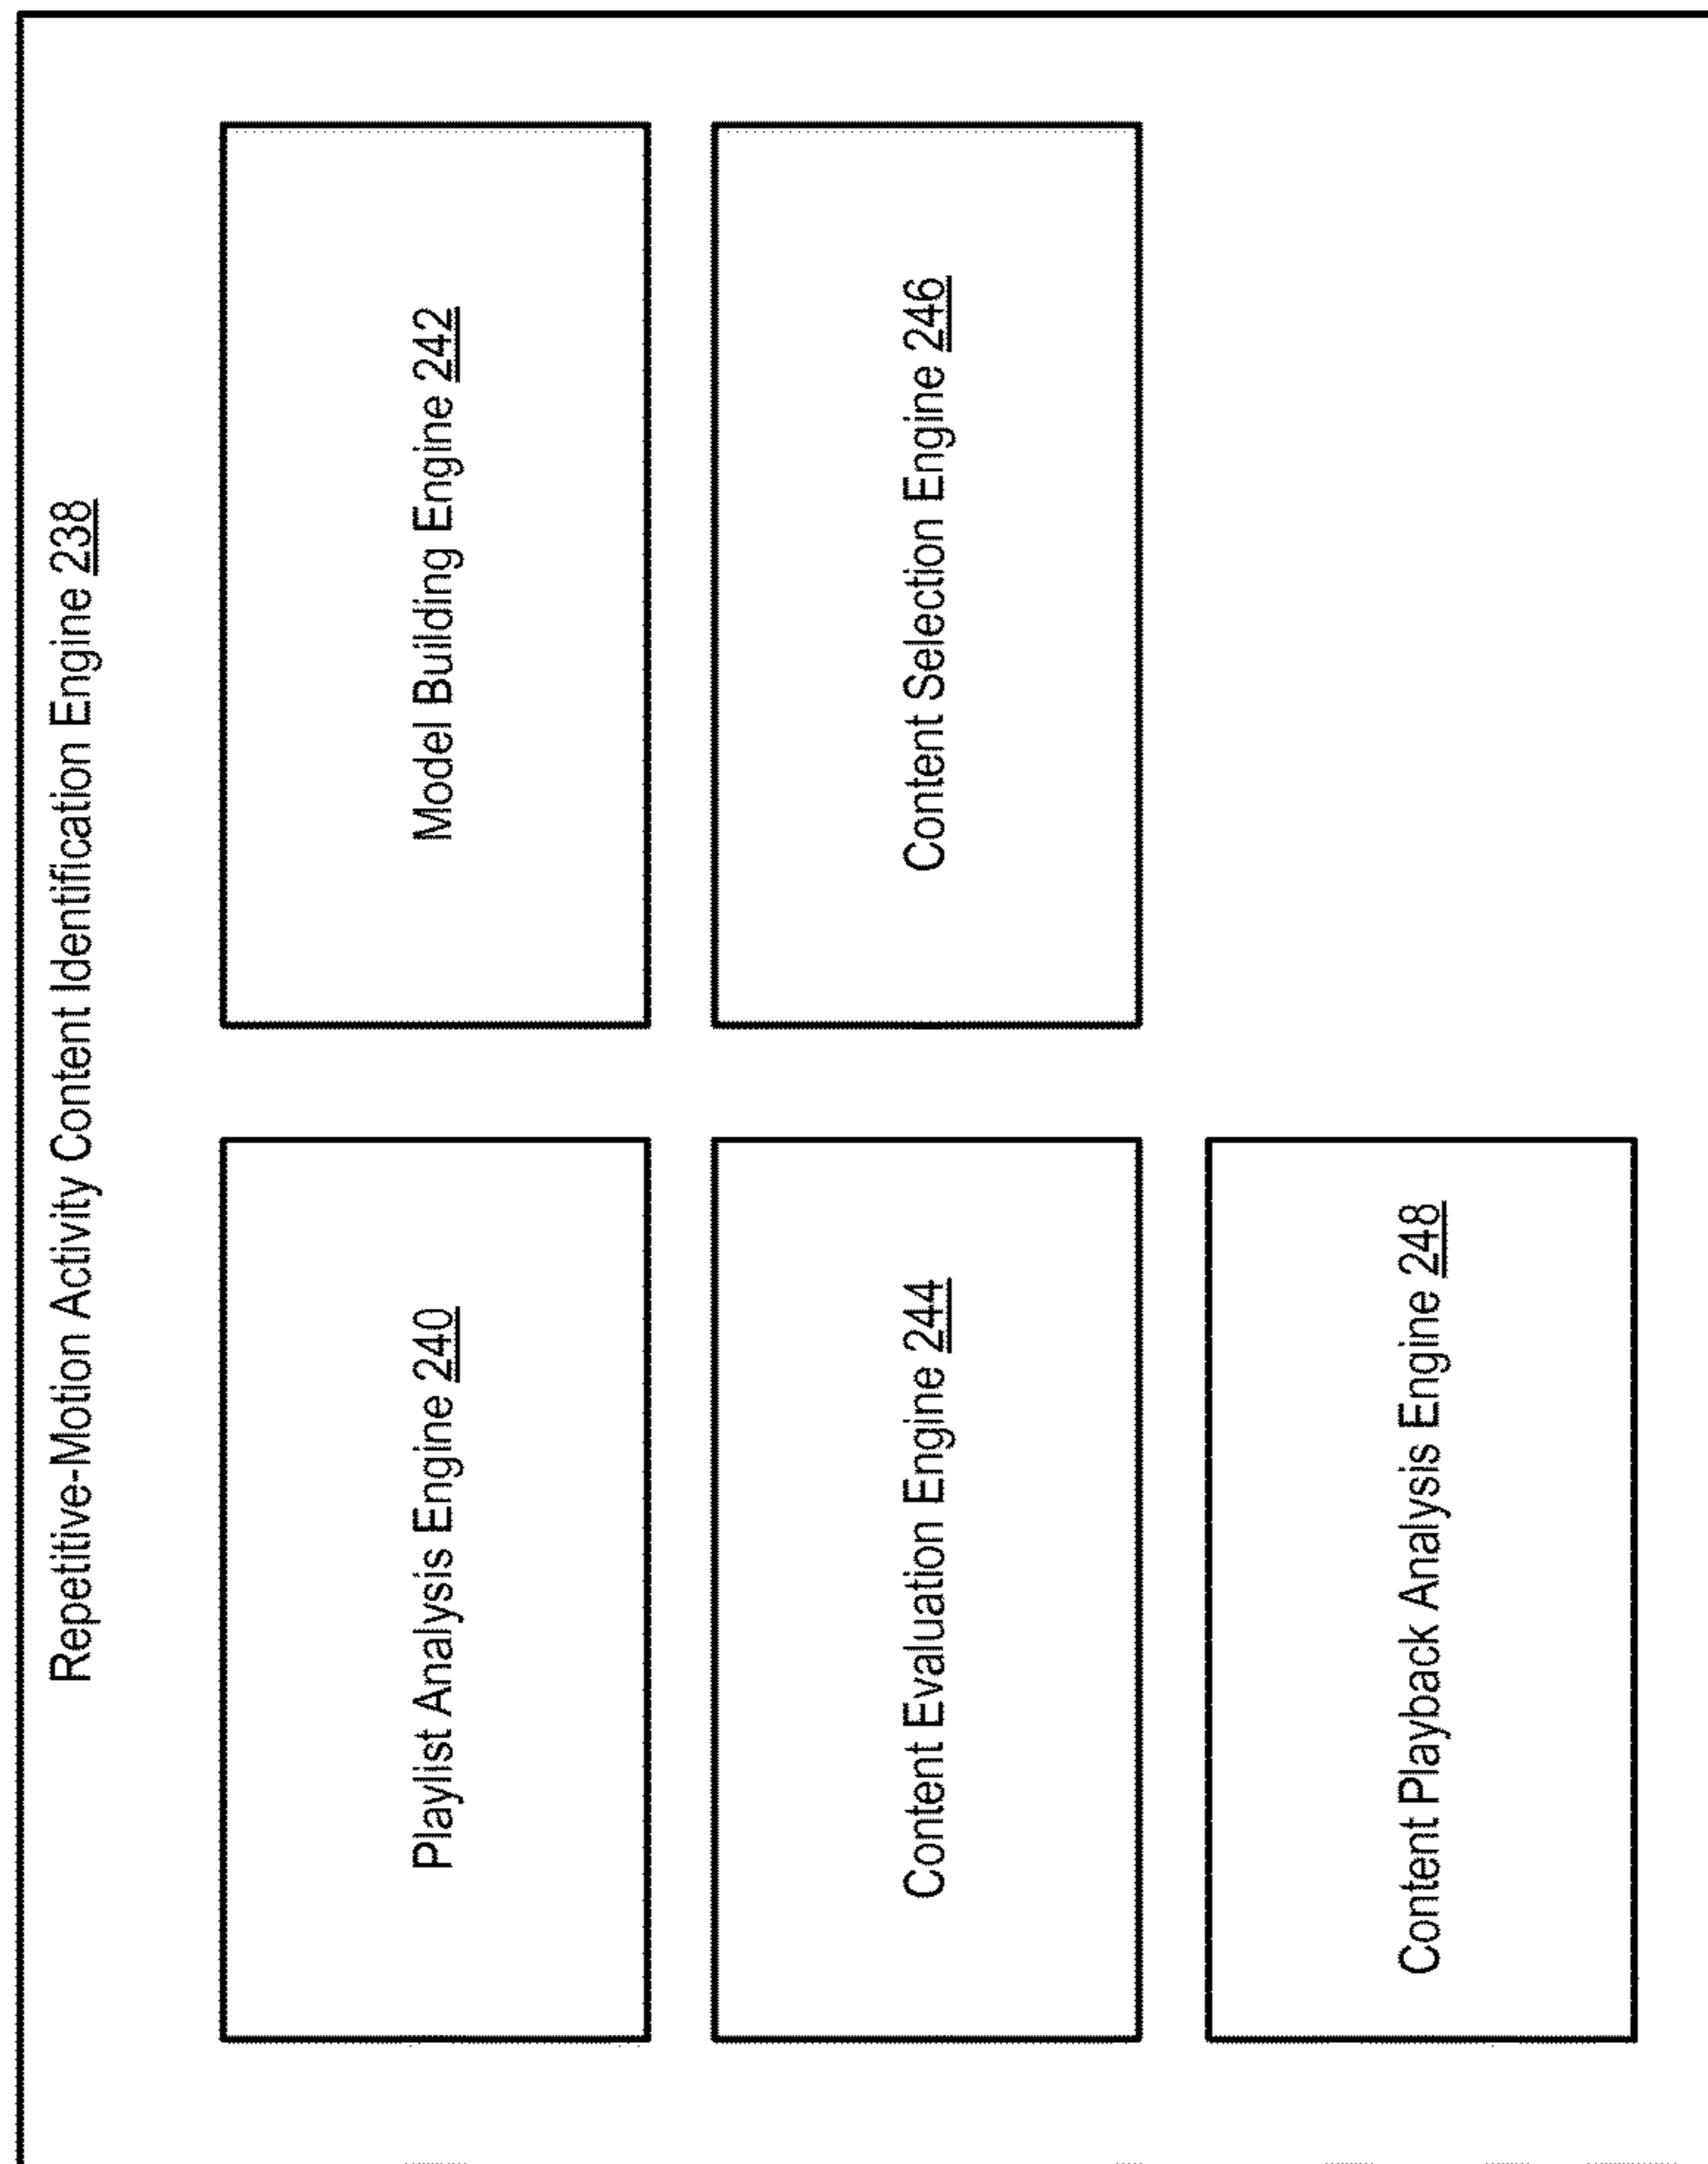 Repetitive-Motion Activity Content Identification Engine 238
Playlist Analysis Engine 240
Model Building Engine 242
Content Evaluation Engine 244
Content Selection Engine 246
Content Playback Analysis Engine 248